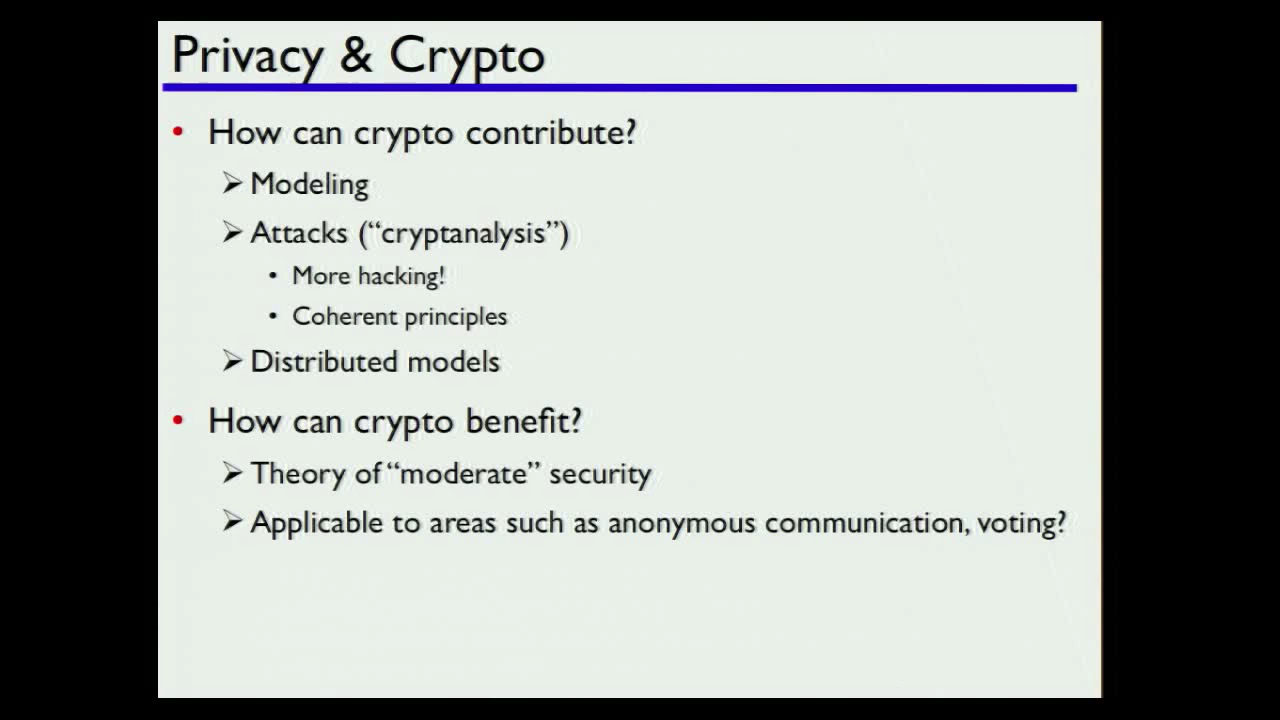 Privacy & Crypto
• How can crypto contribute?
➢ Modeling
➢ Attacks (“cryptanalysis”)
• More hacking!
• Coherent principles
➢ Distributed models
• How can crypto benefit?
➢ Theory of “moderate” security
➢ Applicable to areas such as anonymous communication, voting?